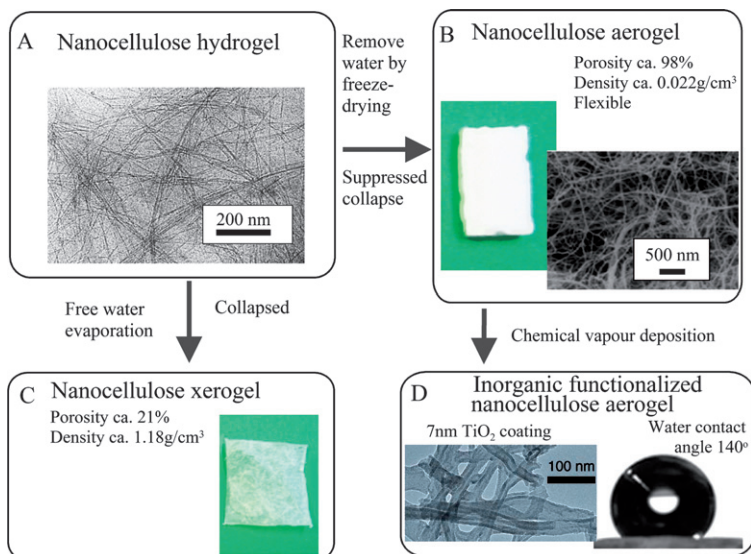 A
Nanocellulose hydrogel
200 nm
Remove
water by
freeze-
drying
Suppressed
collapse
B
Nanocellulose aerogel
Porosity ca. 98%
Density ca. 0.022g/cm³
Flexible
500 nm
Free water
evaporation
Collapsed
Chemical vapour deposition
C
Nanocellulose xerogel
Porosity ca. 21%
Density ca. 1.18g/cm³
D
Inorganic functionalized
nanocellulose aerogel
7nm TiO₂ coating
100 nm
Water contact
angle 140º